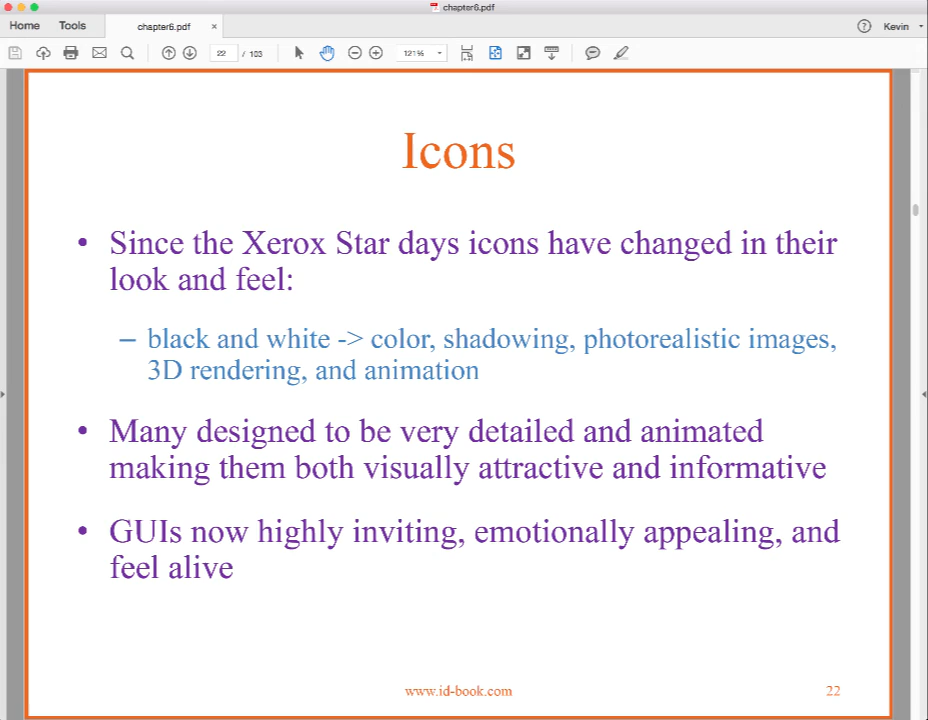 chapter6.pdf
Home Tools chapter6.pdf × ? Kevin
22 / 103 121%
Icons
• Since the Xerox Star days icons have changed in their
look and feel:
– black and white -> color, shadowing, photorealistic images,
3D rendering, and animation
• Many designed to be very detailed and animated
making them both visually attractive and informative
• GUIs now highly inviting, emotionally appealing, and
feel alive
www.id-book.com 22